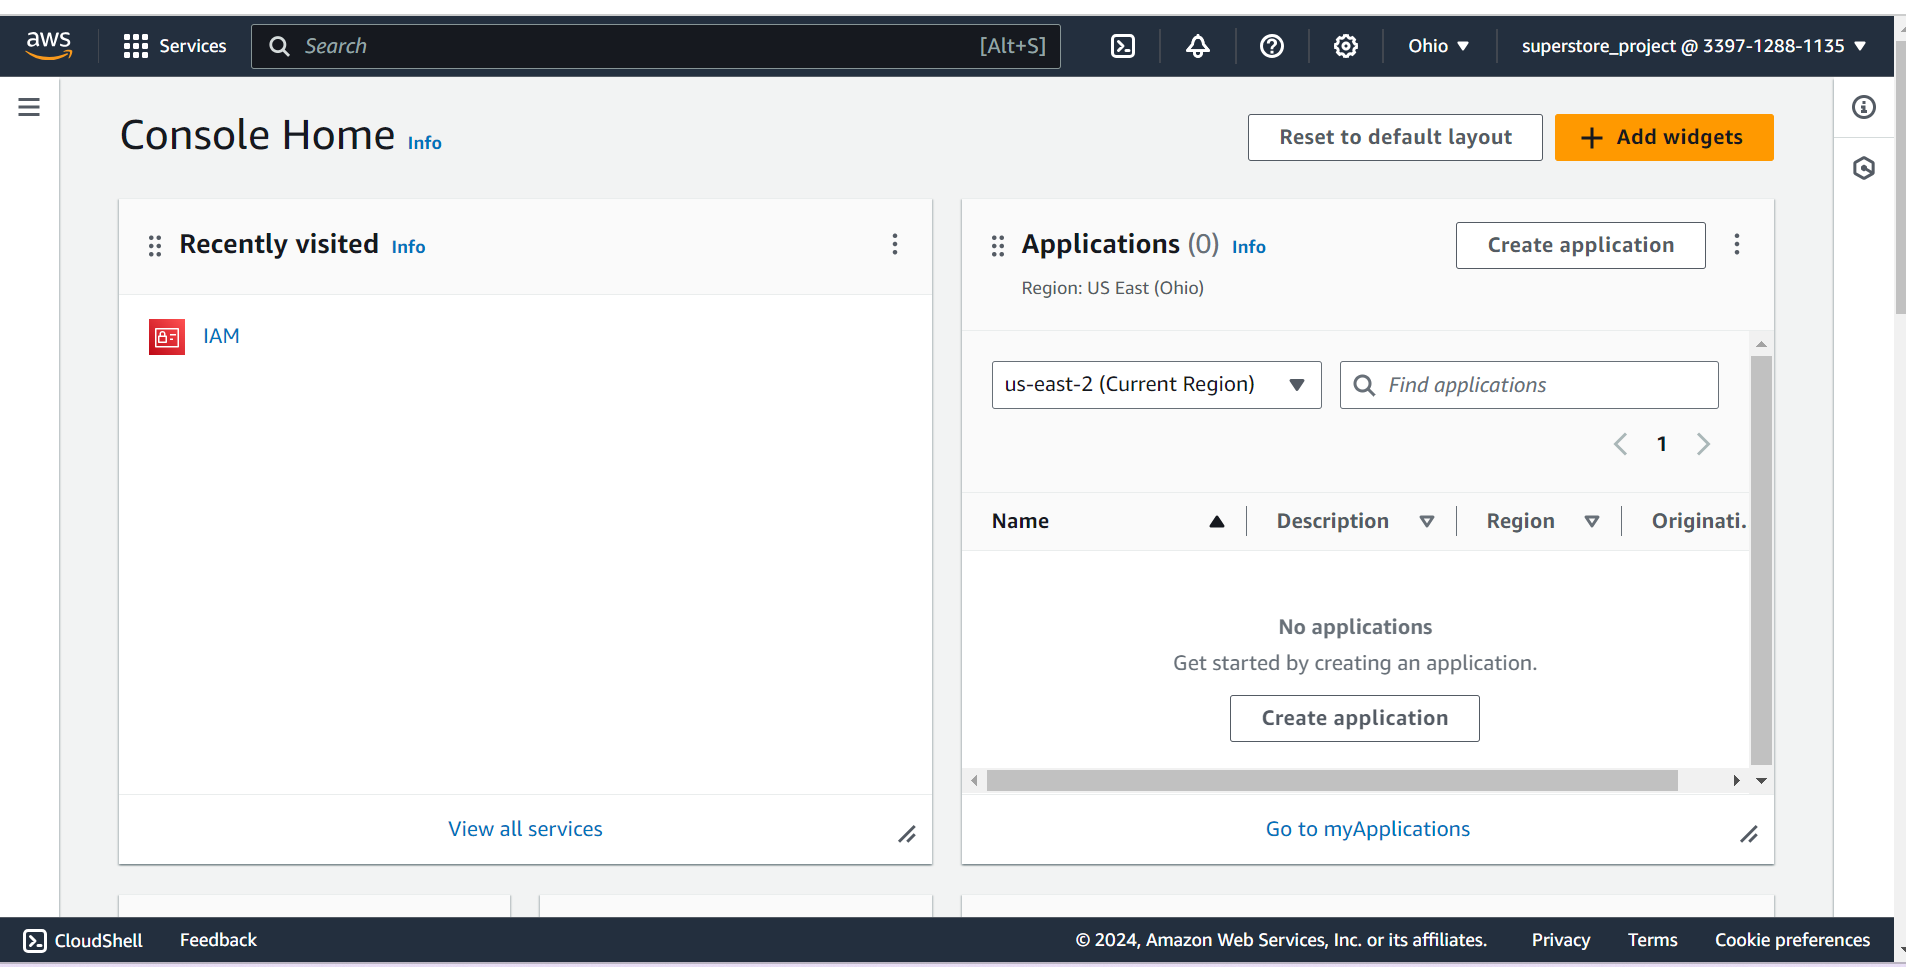 aws Services Search [Alt+S] Ohio superstore_project @ 3397-1288-1135
Console Home Info
Reset to default layout
Add widgets
Recently visited Info
IAM
View all services
Applications (0) Info
Create application
Region: US East (Ohio)
us-east-2 (Current Region)
Find applications
1
Name Description Region Originati.
No applications
Get started by creating an application.
Create application
Go to myApplications
CloudShell Feedback © 2024, Amazon Web Services, Inc. or its affiliates. Privacy Terms Cookie preferences